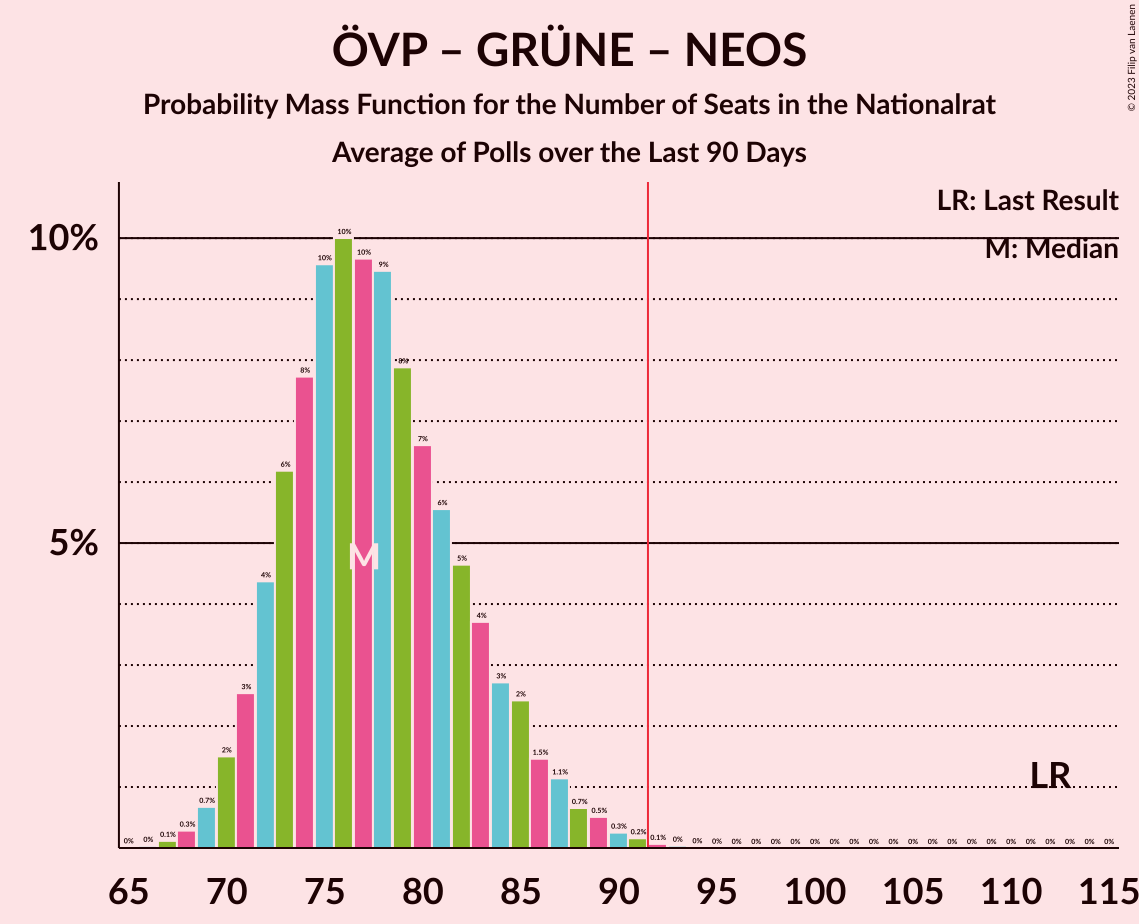 ÖVP – GRÜNE – NEOS
Probability Mass Function for the Number of Seats in the Nationalrat
Average of Polls over the Last 90 Days
© 2023 Filip van Laenen
LR: Last Result
M: Median
10%
5%
0% 0% 0.1% 0.3% 0.7% 2% 3% 4% 6% 8% 10% 10% 10% 9% 8% 7% 6% 5% 4% 3% 2% 1.5% 1.1% 0.7% 0.5% 0.3% 0.2% 0.1% 0% 0% 0% 0% 0% 0% 0% 0% 0% 0% 0% 0% 0% 0% 0% 0% 0% 0% 0% 0% 0% 0% 0%
M
LR
65 70 75 80 85 90 95 100 105 110 115